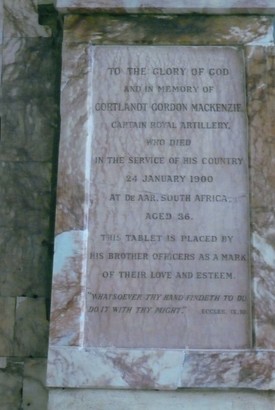 TO THE GLORY OF GOD
AND IN MEMORY OF
CORTLANDT GORDON MACKENZIE,
CAPTAIN ROYAL ARTILLERY,
WHO DIED
IN THE SERVICE OF HIS COUNTRY
24 JANUARY 1900
AT DE AAR, SOUTH AFRICA,
AGED 36.
THIS TABLET IS PLACED BY
HIS BROTHER OFFICERS AS A MARK
OF THEIR LOVE AND ESTEEM.
"WHATSOEVER THY HAND FINDETH TO DO,
DO IT WITH THY MIGHT." ECCLES.